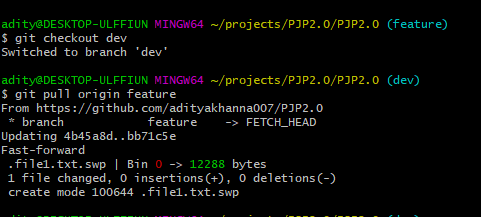 adity@DESKTOP-ULFFIUN MINGW64 ~/projects/PJP2.0/PJP2.0 (feature)
$ git checkout dev
Switched to branch 'dev'
adity@DESKTOP-ULFFIUN MINGW64 ~/projects/PJP2.0/PJP2.0 (dev)
$ git pull origin feature
From https://github.com/adityakhanna007/PJP2.0
 * branch            feature    -> FETCH_HEAD
Updating 4b45a8d..bb71c5e
Fast-forward
 .file1.txt.swp | Bin 0 -> 12288 bytes
 1 file changed, 0 insertions(+), 0 deletions(-)
 create mode 100644 .file1.txt.swp